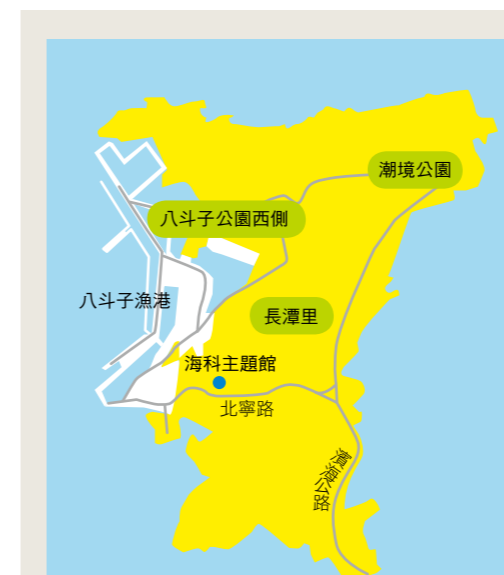 潮境公園
八斗子公園西側
八斗子漁港
長潭里
海科主題館
北寧路
濱海公路